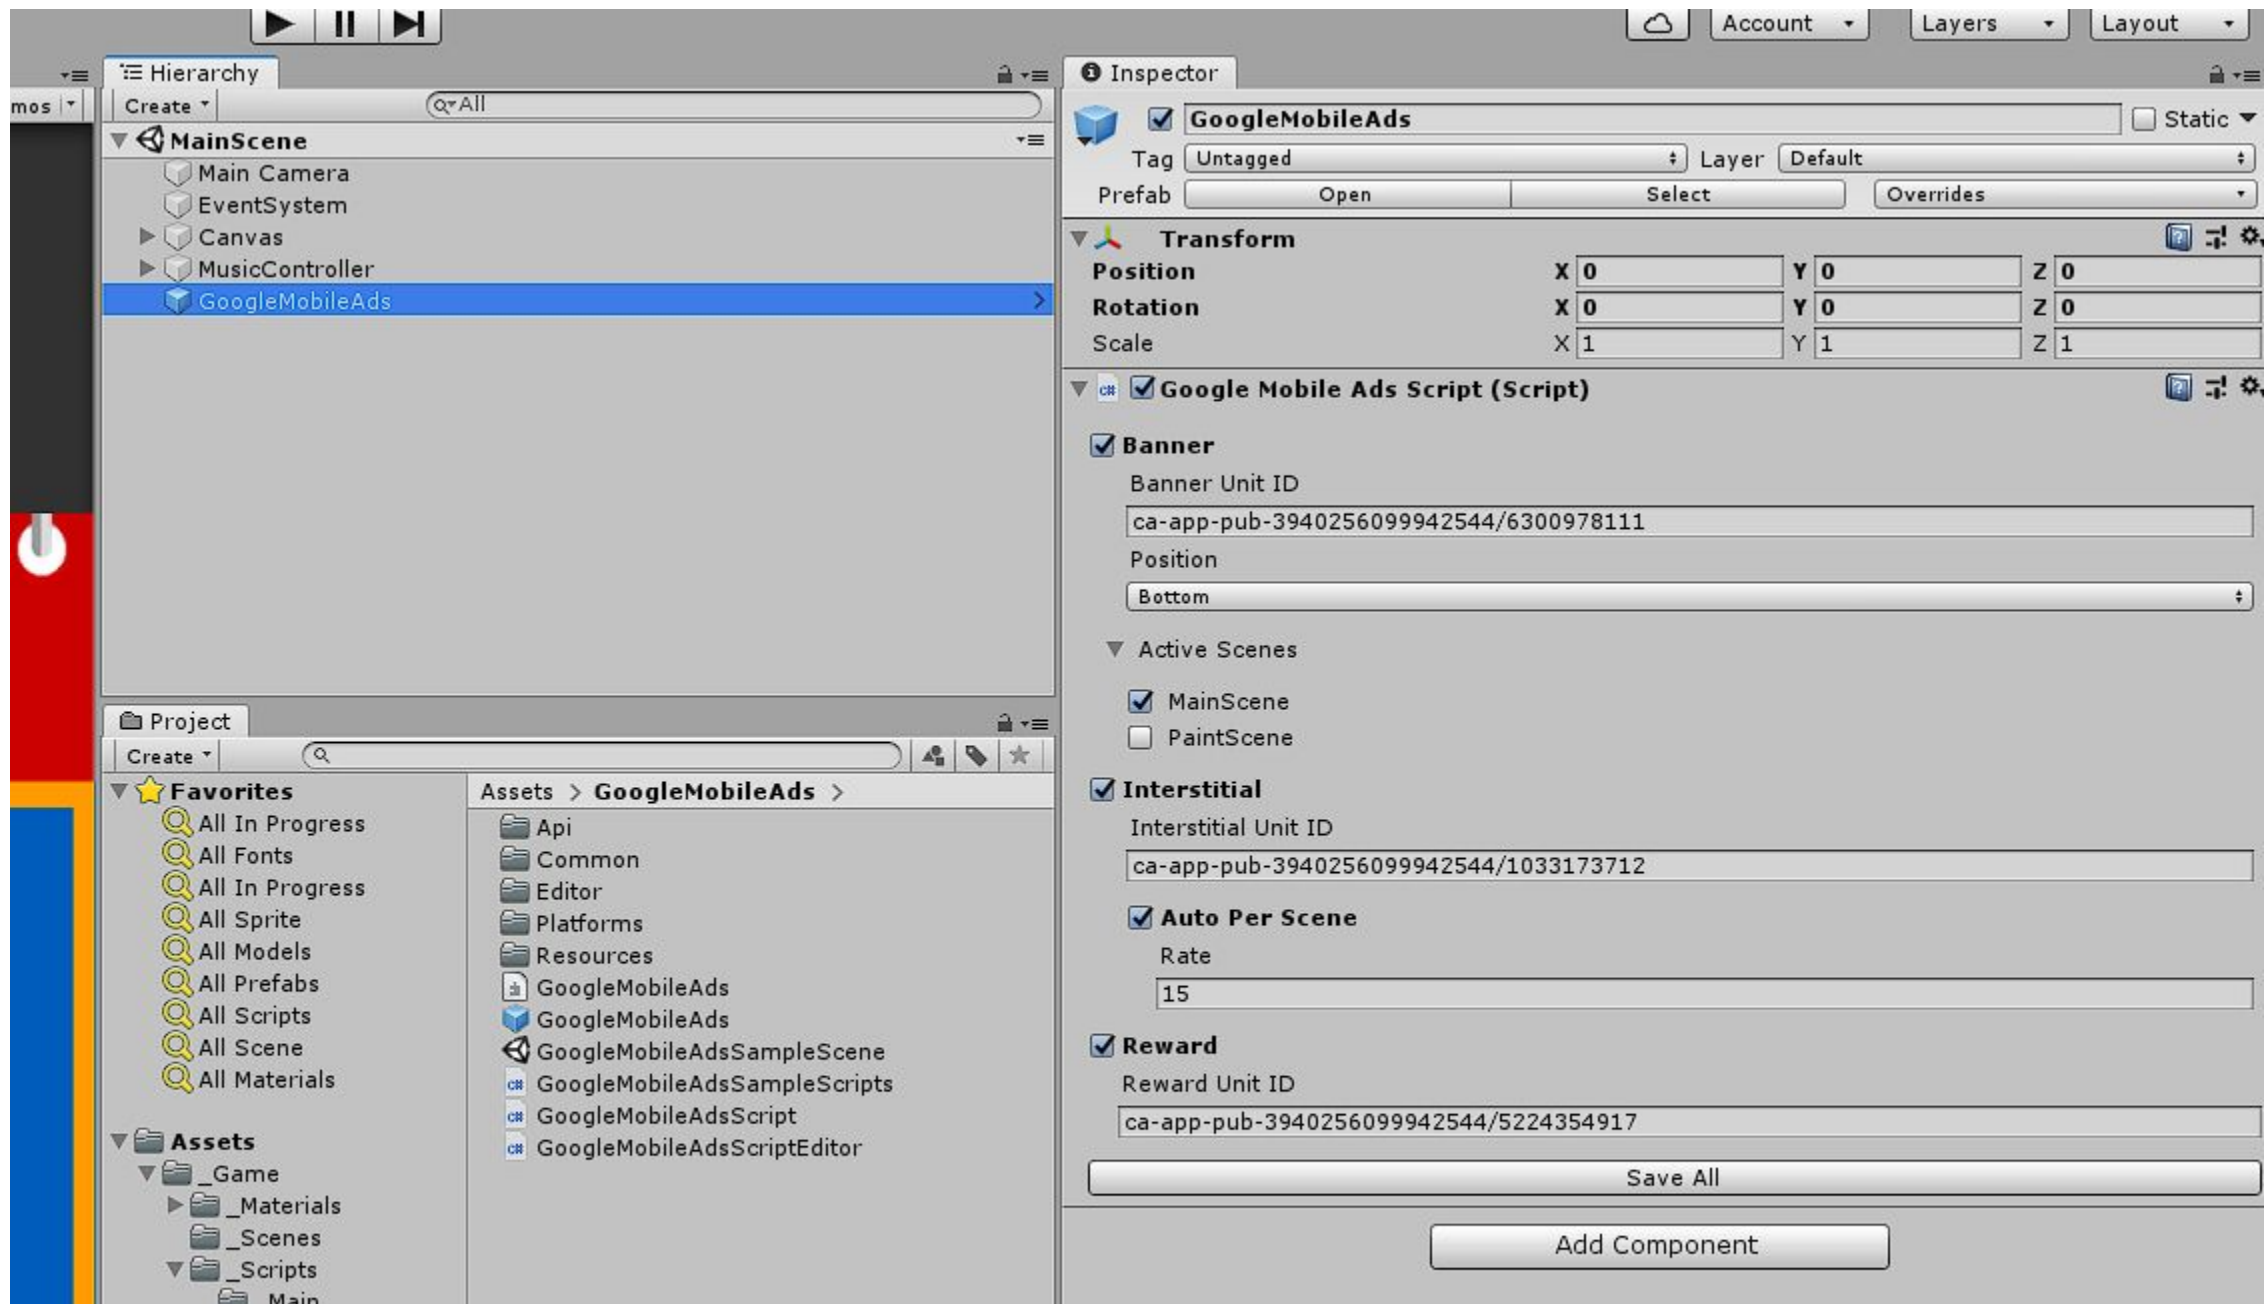 Account
Layers
Layout
Hierarchy
mos
Create
All
MainScene
Main Camera
EventSystem
Canvas
MusicController
GoogleMobileAds
Project
Create
Favorites
All In Progress
All Fonts
All In Progress
All Sprite
All Models
All Prefabs
All Scripts
All Scene
All Materials
Assets
_Game
_Materials
_Scenes
_Scripts
Main
Assets > GoogleMobileAds >
Api
Common
Editor
Platforms
Resources
GoogleMobileAds
GoogleMobileAds
GoogleMobileAdsSampleScene
GoogleMobileAdsSampleScripts
GoogleMobileAdsScript
GoogleMobileAdsScriptEditor
Inspector
GoogleMobileAds Static
Tag Untagged Layer Default
Prefab Open Select Overrides
Transform
Position X 0 Y 0 Z 0
Rotation X 0 Y 0 Z 0
Scale X 1 Y 1 Z 1
c# Google Mobile Ads Script (Script)
Banner
Banner Unit ID
ca-app-pub-3940256099942544/6300978111
Position
Bottom
Active Scenes
MainScene
PaintScene
Interstitial
Interstitial Unit ID
ca-app-pub-3940256099942544/1033173712
Auto Per Scene
Rate
15
Reward
Reward Unit ID
ca-app-pub-3940256099942544/5224354917
Save All
Add Component